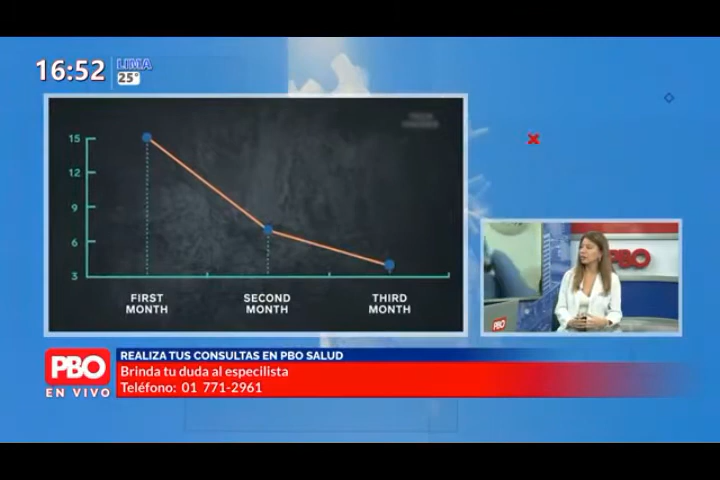 16:52
LIMA
25°
15
12
9
6
3
FIRST
MONTH
SECOND
MONTH
THIRD
MONTH
PBO
PBO
PBO
EN VIVO
REALIZA TUS CONSULTAS EN PBO SALUD
Brinda tu duda al especilista
Teléfono: 01 771-2961